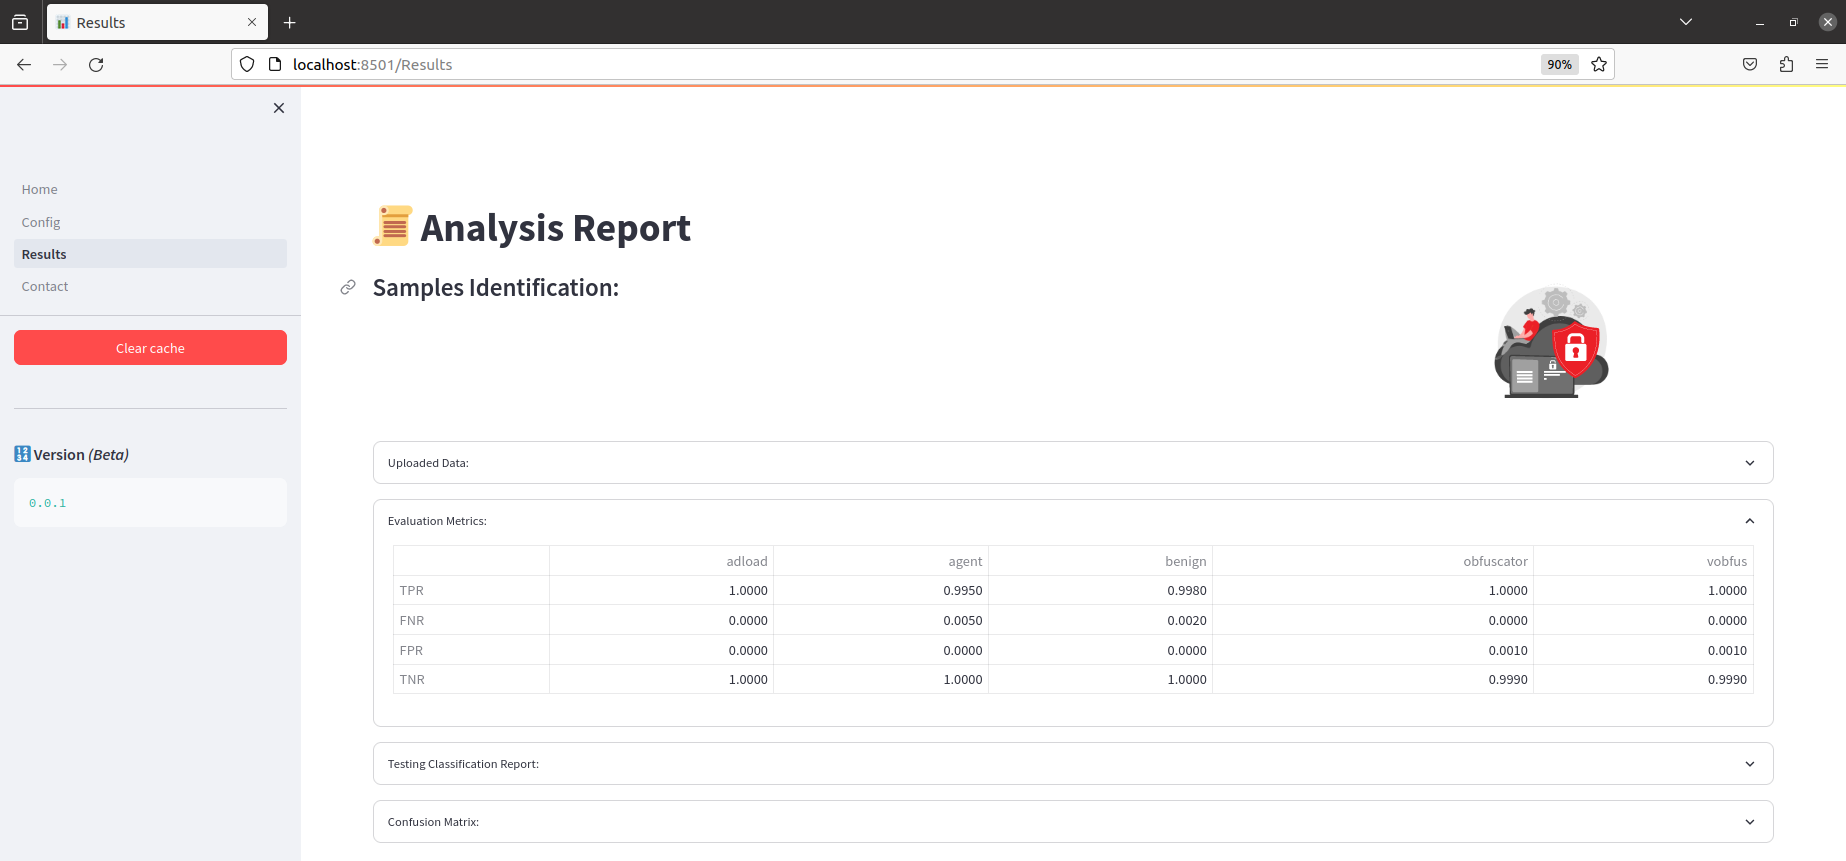 Results
localhost:8501/Results
90%
Home
Config
Results
Contact
Clear cache
Version (Beta)
0.0.1
Analysis Report
Samples Identification:
Uploaded Data:
Evaluation Metrics:
adload agent benign obfuscator vobfus
TPR 1.0000 0.9950 0.9980 1.0000 1.0000
FNR 0.0000 0.0050 0.0020 0.0000 0.0000
FPR 0.0000 0.0000 0.0000 0.0010 0.0010
TNR 1.0000 1.0000 1.0000 0.9990 0.9990
Testing Classification Report:
Confusion Matrix: